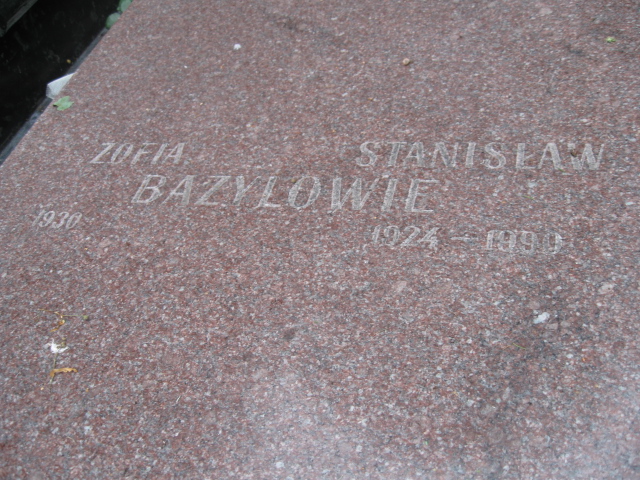 ZOFIA STANISŁAW
BAZYLOWIE
1930 1924 – 1990